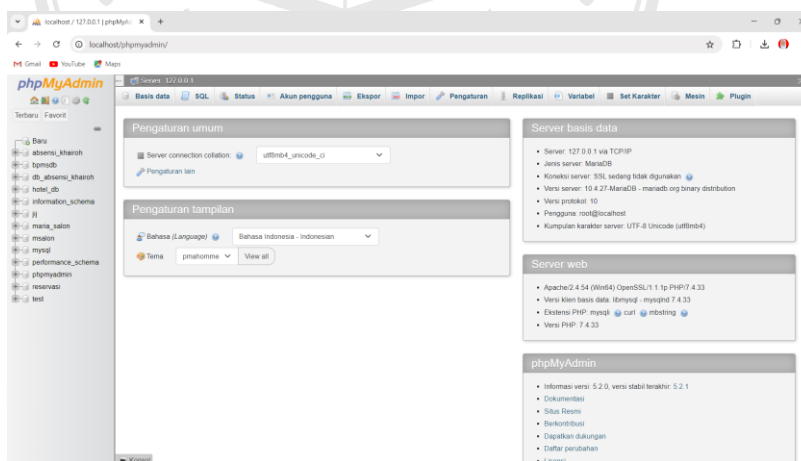 localhost / 127.0.0.1 | phpMyAd
localhost/phpmyadmin/
Gmail YouTube Maps
phpMyAdmin
Terbaru Favorit
Baru
absensi_khairoh
bpmsdb
db_absensi_khairoh
hotel_db
information_schema
jij
maria_salon
msalon
mysql
performance_schema
phpmyadmin
reservasi
test
Server: 127.0.0.1
Basis data SQL Status Akun pengguna Ekspor Impor Pengaturan Replikasi Variabel Set Karakter Mesin Plugin
Pengaturan umum
Server connection collation: utf8mb4_unicode_ci
Pengaturan lain
Pengaturan tampilan
Bahasa (Language) Bahasa Indonesia - Indonesian
Tema pmahomme View all
Server basis data
Server: 127.0.0.1 via TCP/IP
Jenis server: MariaDB
Koneksi server: SSL sedang tidak digunakan
Versi server: 10.4.27-MariaDB - mariadb.org binary distribution
Versi protokol: 10
Pengguna: root@localhost
Kumpulan karakter server: UTF-8 Unicode (utf8mb4)
Server web
Apache/2.4.54 (Win64) OpenSSL/1.1.1p PHP/7.4.33
Versi klien basis data: libmysql - mysqlnd 7.4.33
Ekstensi PHP: mysqli curl mbstring
Versi PHP: 7.4.33
phpMyAdmin
Informasi versi: 5.2.0, versi stabil terakhir: 5.2.1
Dokumentasi
Situs Resmi
Berkontribusi
Dapatkan dukungan
Daftar perubahan
Lisensi
Konsol